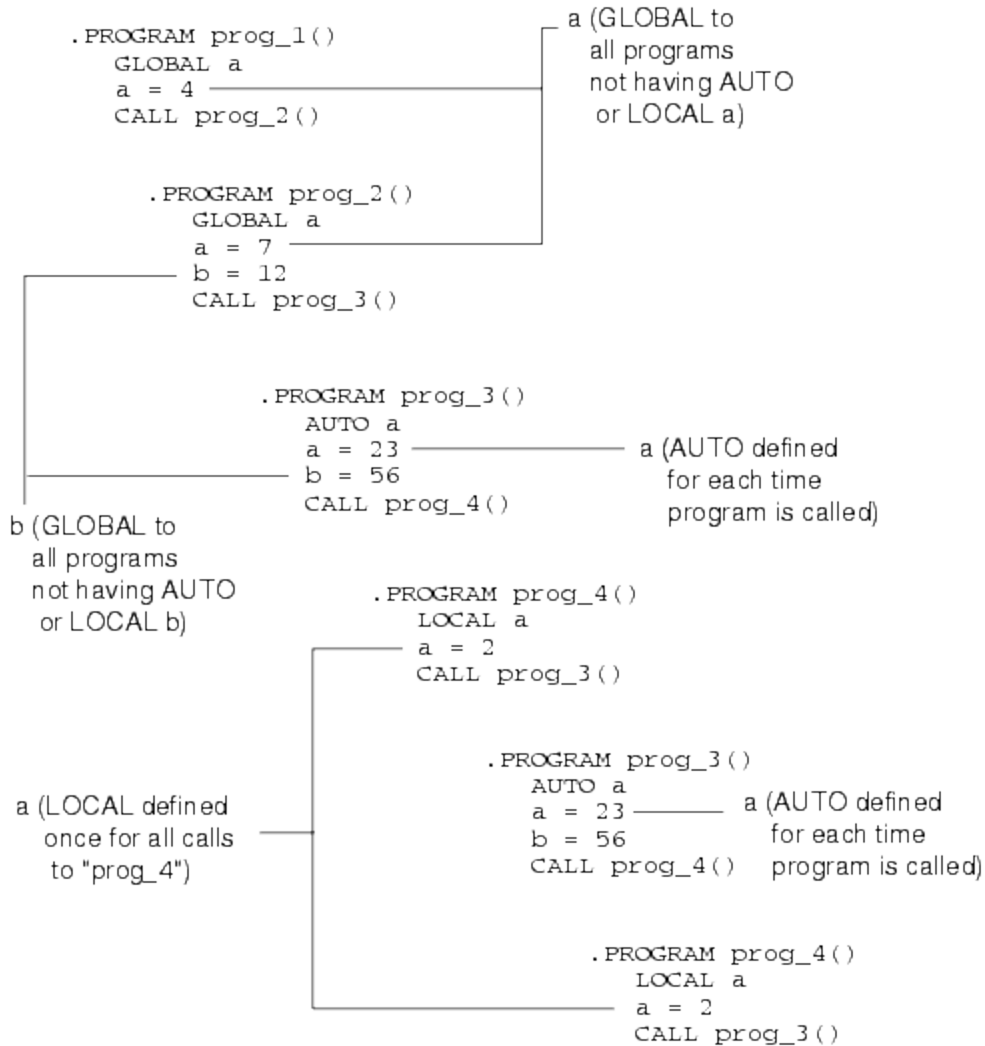 .PROGRAM prog_1()
GLOBAL a
a = 4
CALL prog_2()
a (GLOBAL to
all programs
not having AUTO
or LOCAL a)
.PROGRAM prog_2()
GLOBAL a
a = 7
b = 12
CALL prog_3()
.PROGRAM prog_3()
AUTO a
a = 23
b = 56
CALL prog_4()
a (AUTO defined
for each time
program is called)
b (GLOBAL to
all programs
not having AUTO
or LOCAL b)
.PROGRAM prog_4()
LOCAL a
a = 2
CALL prog_3()
a (LOCAL defined
once for all calls
to "prog_4")
.PROGRAM prog_3()
AUTO a
a = 23
b = 56
CALL prog_4()
a (AUTO defined
for each time
program is called)
.PROGRAM prog_4()
LOCAL a
a = 2
CALL prog_3()